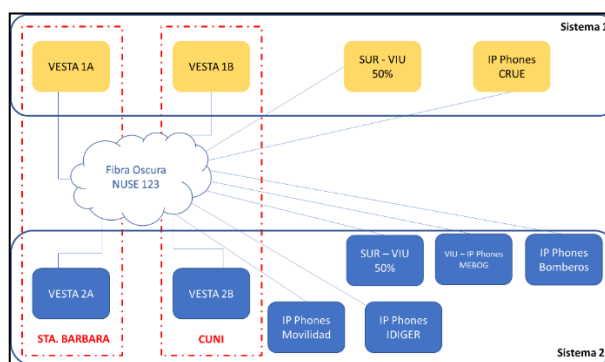 Sistema 1
VESTA 1A
VESTA 1B
SUR - VIU
50%
IP Phones
CRUE
Fibra Oscura
NUSE 123
SUR – VIU
50%
VIU – IP Phones
MEBOG
IP Phones
Bomberos
VESTA 2A
VESTA 2B
IP Phones
Movilidad
IP Phones
IDIGER
STA. BARBARA
CUNI
Sistema 2